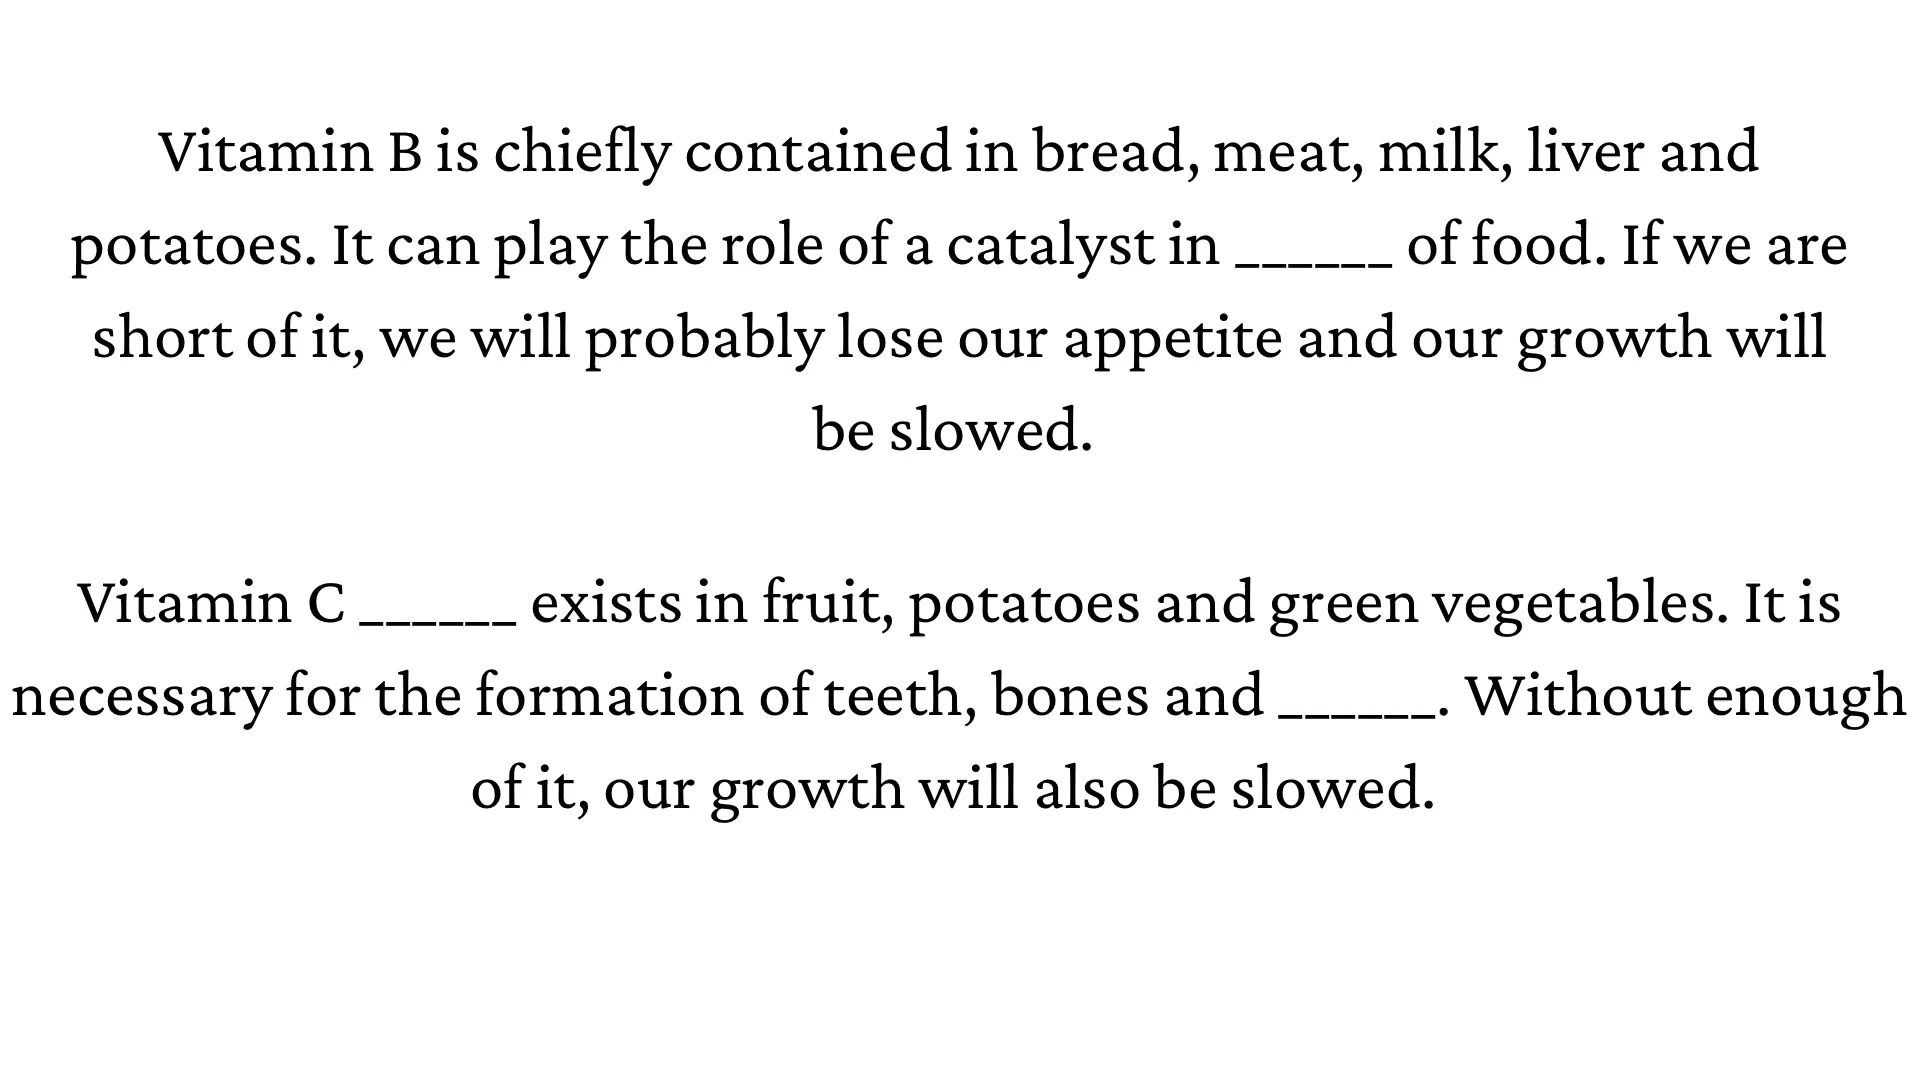 Vitamin B is chiefly contained in bread, meat, milk, liver and
potatoes. It can play the role of a catalyst in ______ of food. If we are
short of it, we will probably lose our appetite and our growth will
be slowed.
Vitamin C ______ exists in fruit, potatoes and green vegetables. It is
necessary for the formation of teeth, bones and ______. Without enough
of it, our growth will also be slowed.